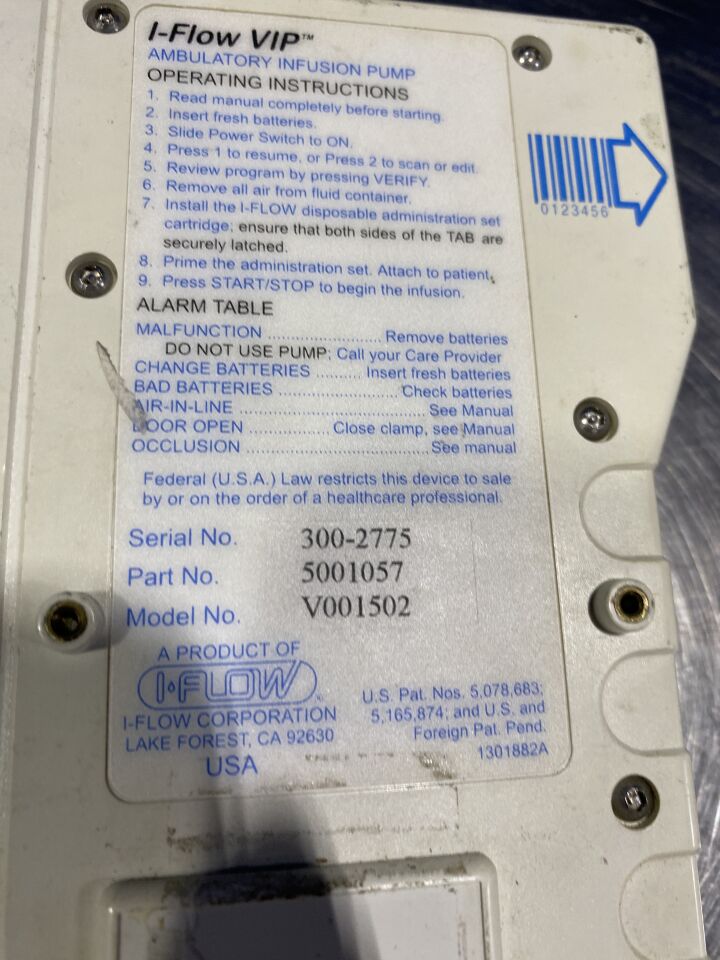 I-Flow VIP™
AMBULATORY INFUSION PUMP
OPERATING INSTRUCTIONS
1. Read manual completely before starting.
2. Insert fresh batteries.
3. Slide Power Switch to ON.
4. Press 1 to resume, or Press 2 to scan or edit.
5. Review program by pressing VERIFY.
6. Remove all air from fluid container.
7. Install the I-FLOW disposable administration set
cartridge; ensure that both sides of the TAB are
securely latched.
8. Prime the administration set. Attach to patient.
9. Press START/STOP to begin the infusion.
0123456
ALARM TABLE
MALFUNCTION ........................ Remove batteries
DO NOT USE PUMP; Call your Care Provider
CHANGE BATTERIES .......... Insert fresh batteries
BAD BATTERIES .......................... Check batteries
AIR-IN-LINE ........................................ See Manual
DOOR OPEN ................. Close clamp, see Manual
OCCLUSION ....................................... See manual
Federal (U.S.A.) Law restricts this device to sale
by or on the order of a healthcare professional.
Serial No. 300-2775
Part No. 5001057
Model No. V001502
A PRODUCT OF
I-FLOW®
I-FLOW CORPORATION
LAKE FOREST, CA 92630
USA
U.S. Pat. Nos. 5,078,683;
5,165,874; and U.S. and
Foreign Pat. Pend.
1301882A